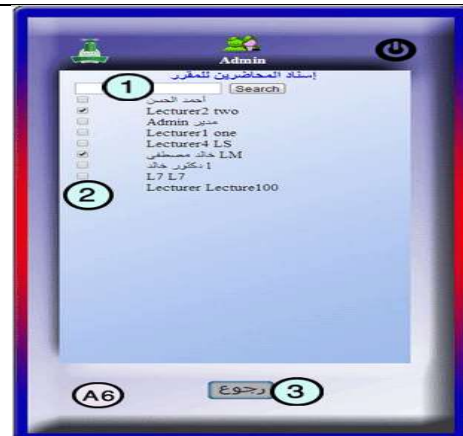 Admin
إسناد المحاضرين للمقرر
1 Search
أحمد الحسن
Lecturer2 two
Admin مدير
Lecturer1 one
Lecturer4 LS
خالد مصطفى LM
1 دكتور خالد
L7 L7
2 Lecturer Lecture100
A6 رجوع 3